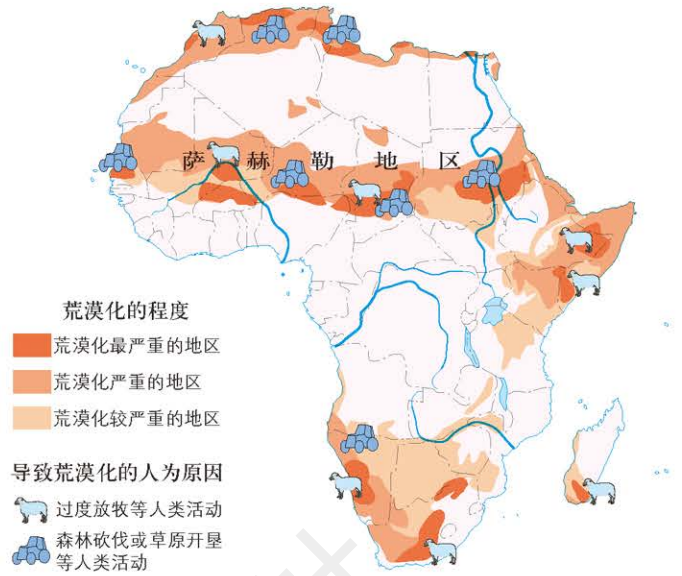 萨赫勒地区
荒漠化的程度
荒漠化最严重的地区
荒漠化严重的地区
荒漠化较严重的地区
导致荒漠化的人为原因
过度放牧等人类活动
森林砍伐或草原开垦
等人类活动